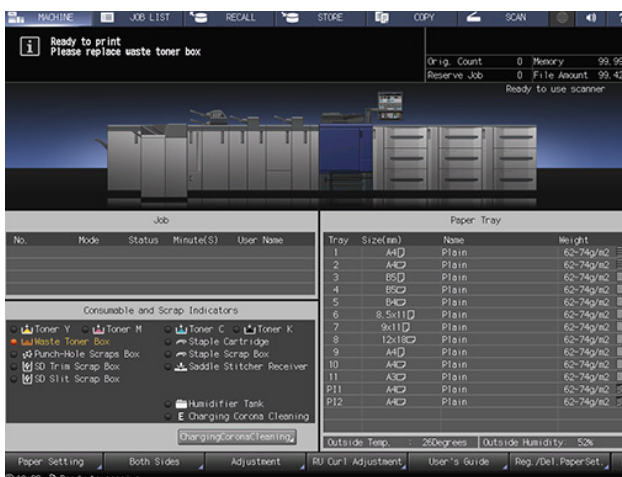 MACHINE JOB LIST RECALL STORE COPY SCAN
Ready to print
Please replace waste toner box
Orig. Count 0 Memory 99.99
Reserve Job 0 File Amount 99.42
Ready to use scanner
Job
No. Mode Status Minute(S) User Name
Consumable and Scrap Indicators
Toner Y Toner M Toner C Toner K
Waste Toner Box Staple Cartridge
Punch-Hole Scraps Box Staple Scrap Box
SD Trim Scrap Box Saddle Stitcher Receiver
SD Slit Scrap Box
Humidifier Tank
E Charging Corona Cleaning
ChargingCoronaCleaning
Paper Tray
Tray Size(mm) Name Weight
1 A4 Plain 62-74g/m2
2 A4 Plain 62-74g/m2
3 B5 Plain 62-74g/m2
4 B5 Plain 62-74g/m2
5 B4 Plain 62-74g/m2
6 8.5x11 Plain 62-74g/m2
7 9x11 Plain 62-74g/m2
8 12x18 Plain 62-74g/m2
9 A4 Plain 62-74g/m2
10 A4 Plain 62-74g/m2
11 A3 Plain 62-74g/m2
PI1 A4 Plain 62-74g/m2
PI2 A4 Plain 62-74g/m2
Outside Temp. : 26Degrees Outside Humidity: 52%
Paper Setting Both Sides Adjustment RU Curl Adjustment User's Guide Reg./Del.PaperSet.